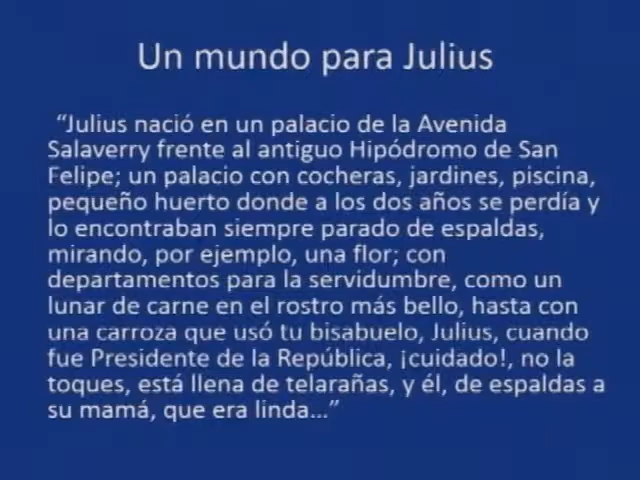 Un mundo para Julius
“Julius nació en un palacio de la Avenida
Salaverry frente al antiguo Hipódromo de San
Felipe; un palacio con cocheras, jardines, piscina,
pequeño huerto donde a los dos años se perdía y
lo encontraban siempre parado de espaldas,
mirando, por ejemplo, una flor; con
departamentos para la servidumbre, como un
lunar de carne en el rostro más bello, hasta con
una carroza que usó tu bisabuelo, Julius, cuando
fue Presidente de la República, ¡cuidado!, no la
toques, está llena de telarañas, y él, de espaldas a
su mamá, que era linda...”